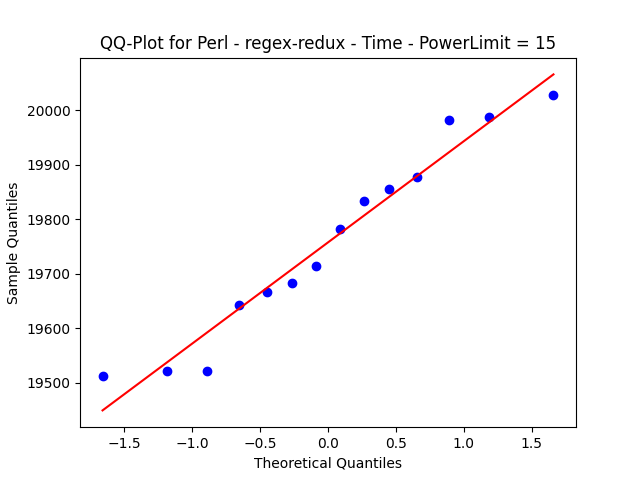 QQ-Plot for Perl - regex-redux - Time - PowerLimit = 15
20000
19900
19800
19700
19600
19500
Sample Quantiles
−1.5 −1.0 −0.5 0.0 0.5 1.0 1.5
Theoretical Quantiles